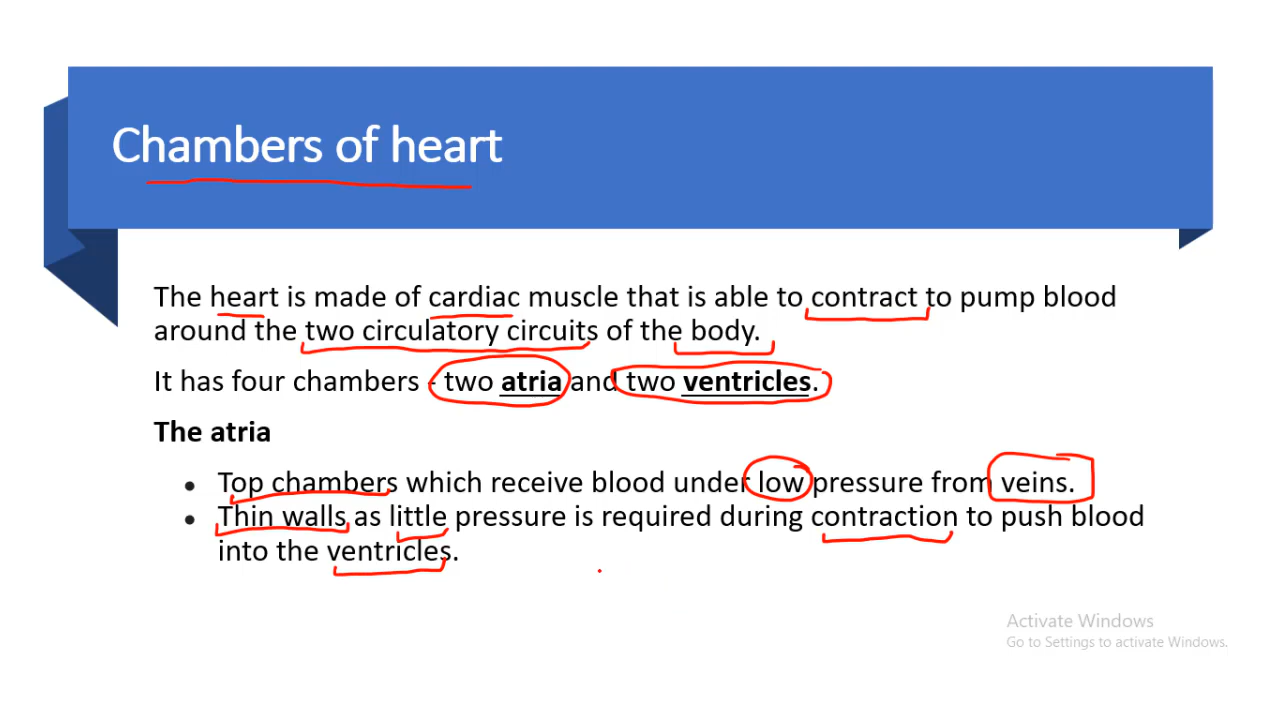 Chambers of heart
The heart is made of cardiac muscle that is able to contract to pump blood
around the two circulatory circuits of the body.
It has four chambers - two atria and two ventricles.
The atria
• Top chambers which receive blood under low pressure from veins.
• Thin walls as little pressure is required during contraction to push blood
into the ventricles.
Activate Windows
Go to Settings to activate Windows.